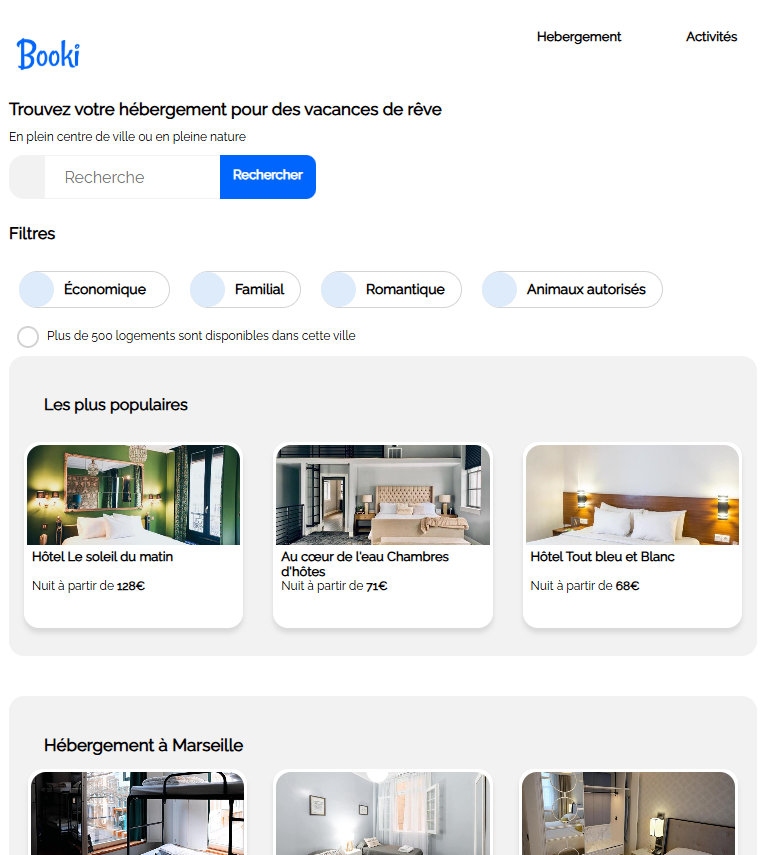 Booki
Hebergement
Activités
Trouvez votre hébergement pour des vacances de rêve
En plein centre de ville ou en pleine nature
Recherche
Rechercher
Filtres
Économique
Familial
Romantique
Animaux autorisés
Plus de 500 logements sont disponibles dans cette ville
Les plus populaires
Hôtel Le soleil du matin
Nuit à partir de 128€
Au cœur de l'eau Chambres
d'hôtes
Nuit à partir de 71€
Hôtel Tout bleu et Blanc
Nuit à partir de 68€
Hébergement à Marseille